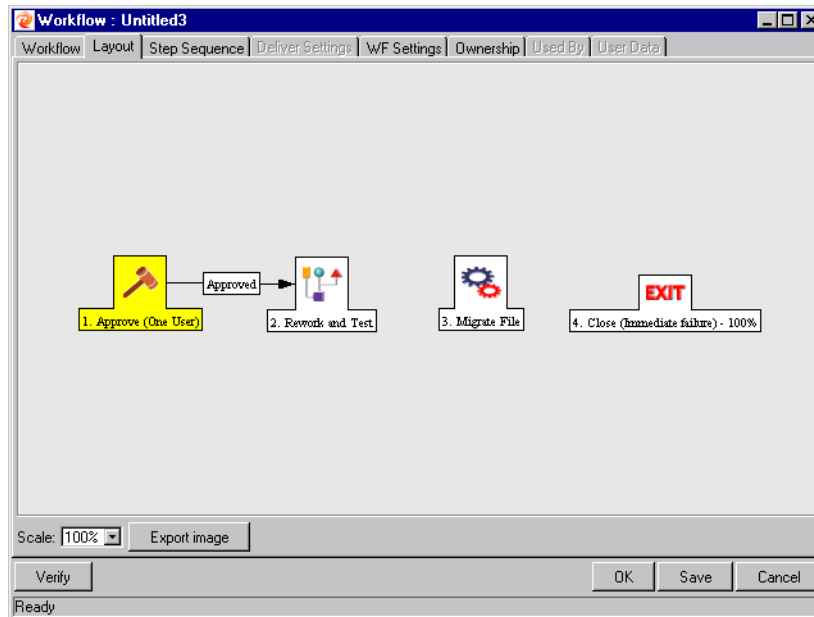 Workflow : Untitled3
Workflow Layout Step Sequence Deliver Settings WF Settings Ownership Used By User Data
Approved
1. Approve (One User)
2. Rework and Test
3. Migrate File
EXIT
4. Close (Immediate failure) - 100%
Scale: 100% Export image
Verify OK Save Cancel
Ready